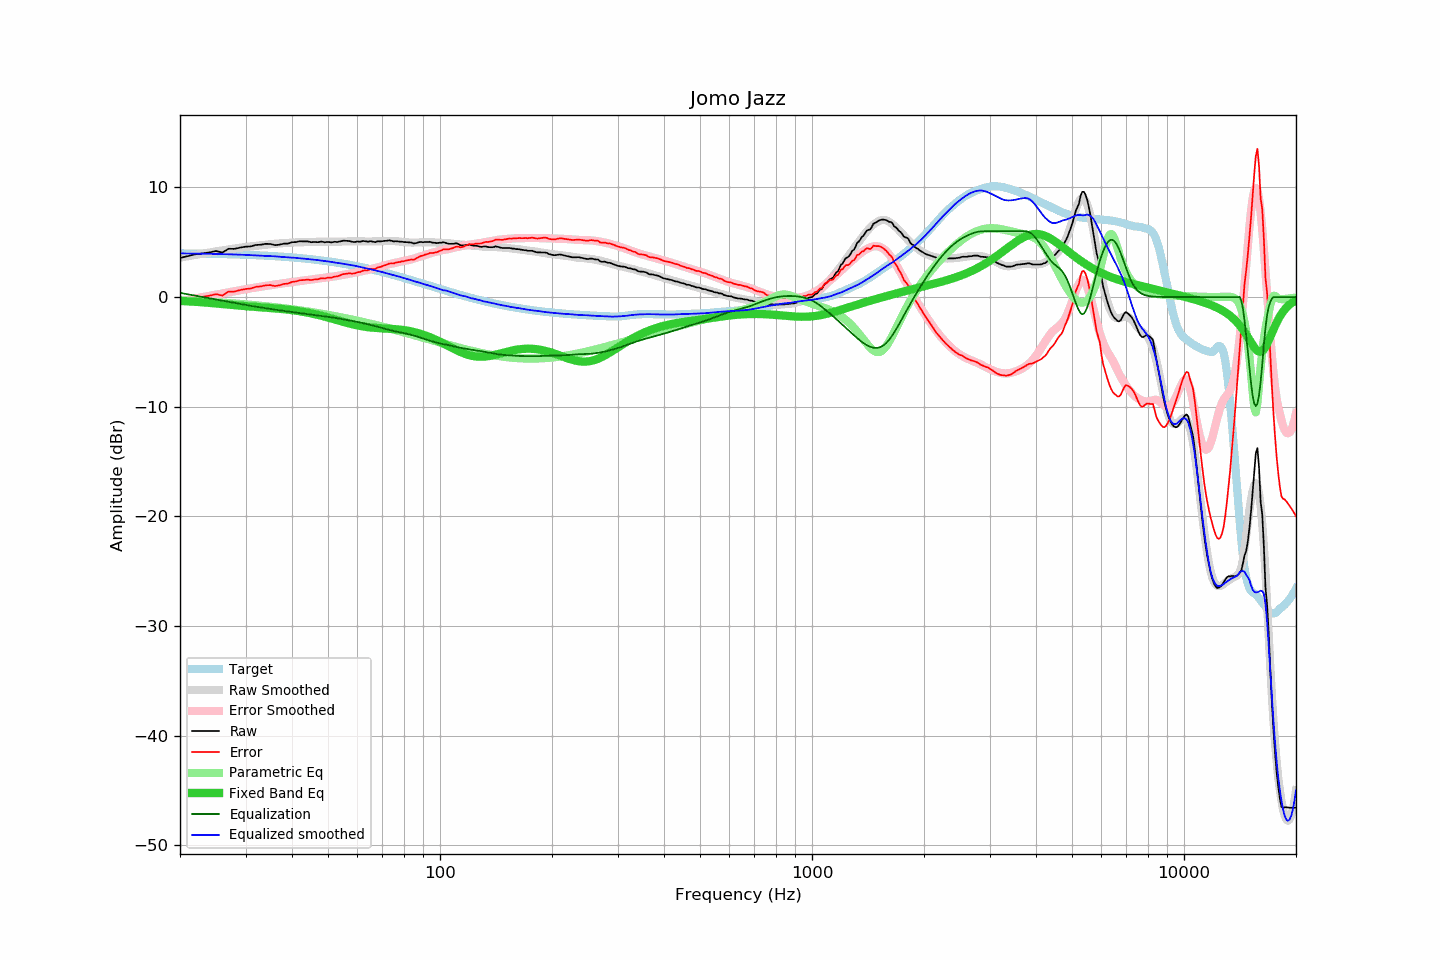 Jomo Jazz
10
0
−10
−20
−30
−40
−50
Amplitude (dBr)
Target
Raw Smoothed
Error Smoothed
Raw
Error
Parametric Eq
Fixed Band Eq
Equalization
Equalized smoothed
100
1000
10000
Frequency (Hz)